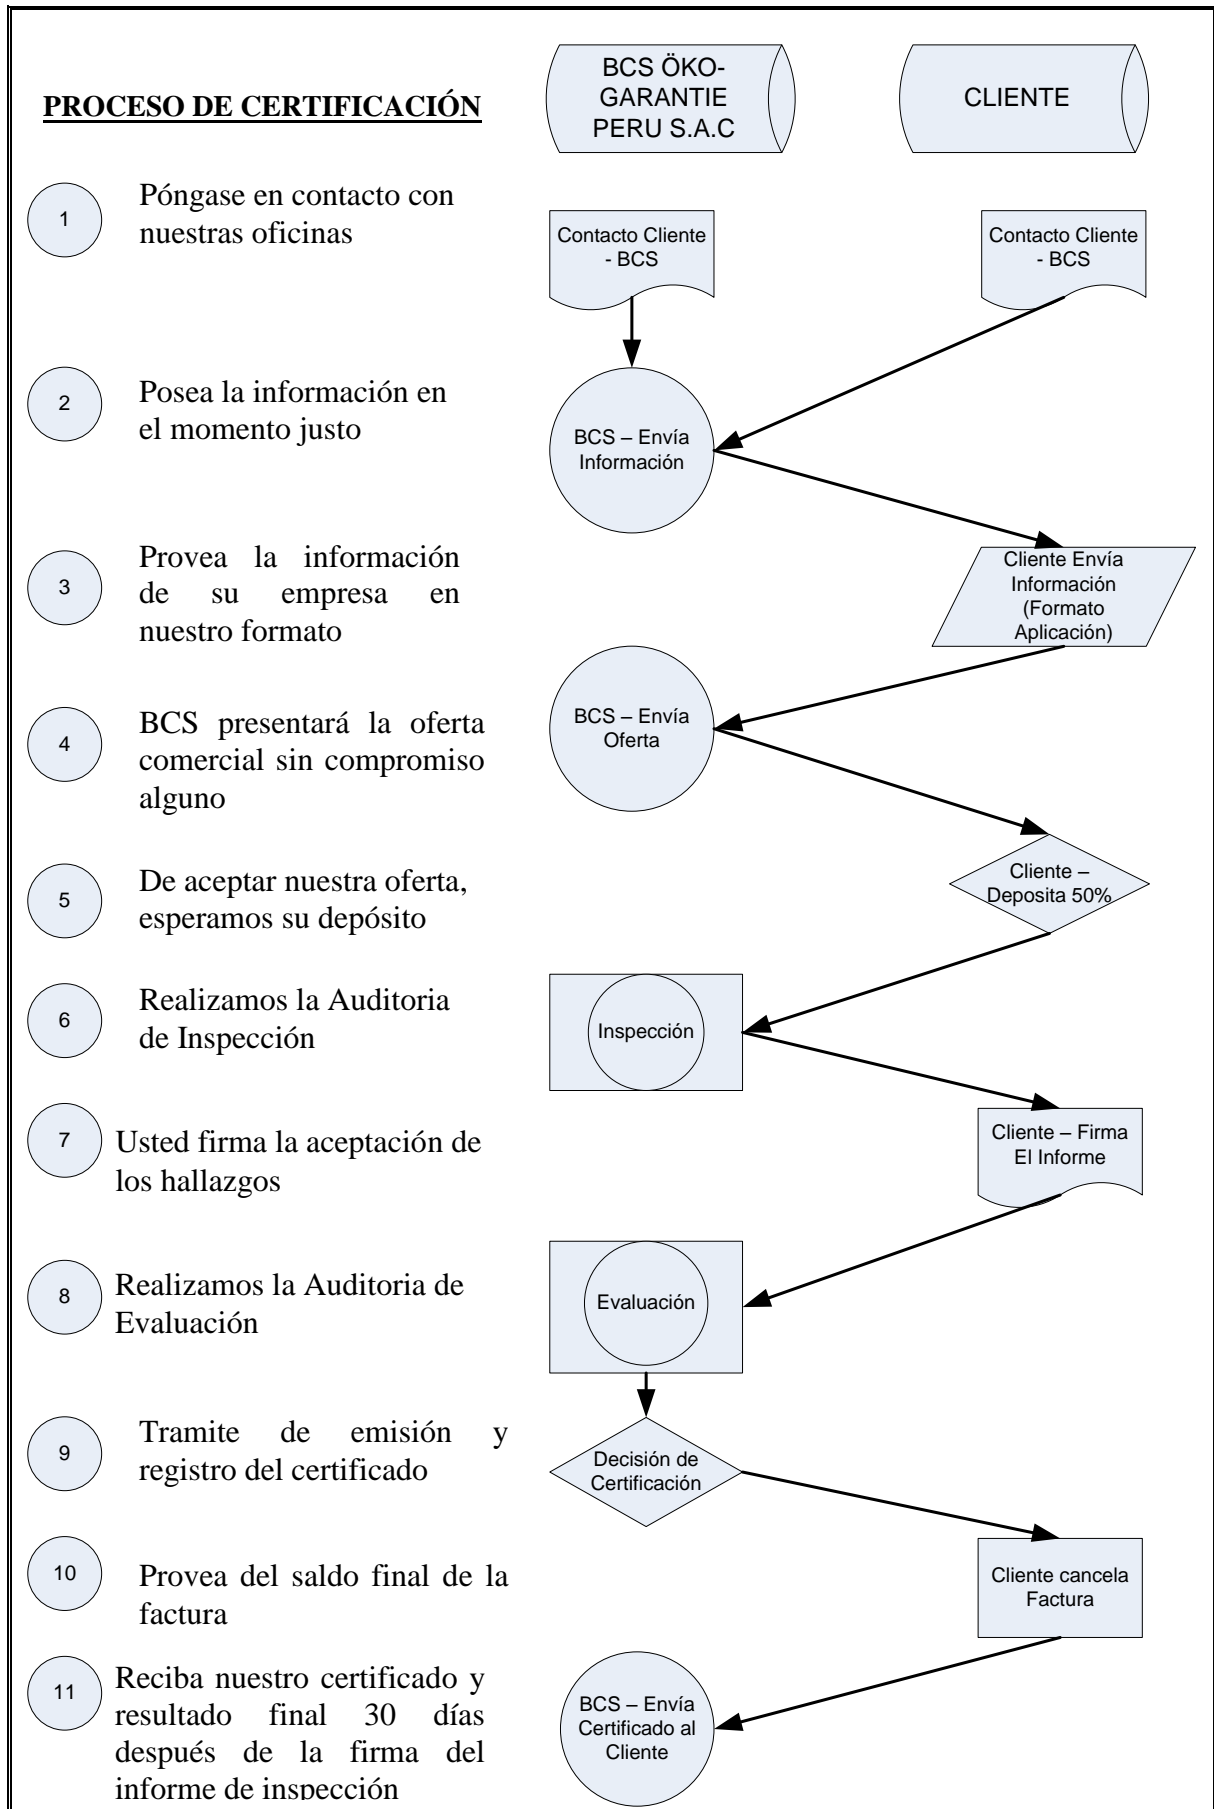 PROCESO DE CERTIFICACIÓN
BCS ÖKO-
GARANTIE
PERU S.A.C
CLIENTE
1
Póngase en contacto con
nuestras oficinas
Contacto Cliente
- BCS
Contacto Cliente
- BCS
2
Posea la información en
el momento justo
BCS – Envía
Información
3
Provea la información
de su empresa en
nuestro formato
Cliente Envía
Información
(Formato
Aplicación)
4
BCS presentará la oferta
comercial sin compromiso
alguno
BCS – Envía
Oferta
5
De aceptar nuestra oferta,
esperamos su depósito
Cliente –
Deposita 50%
6
Realizamos la Auditoria
de Inspección
Inspección
7
Usted firma la aceptación de
los hallazgos
Cliente – Firma
El Informe
8
Realizamos la Auditoria de
Evaluación
Evaluación
9
Tramite de emisión y
registro del certificado
Decisión de
Certificación
10
Provea del saldo final de la
factura
Cliente cancela
Factura
11
Reciba nuestro certificado y
resultado final 30 días
después de la firma del
informe de inspección
BCS – Envía
Certificado al
Cliente